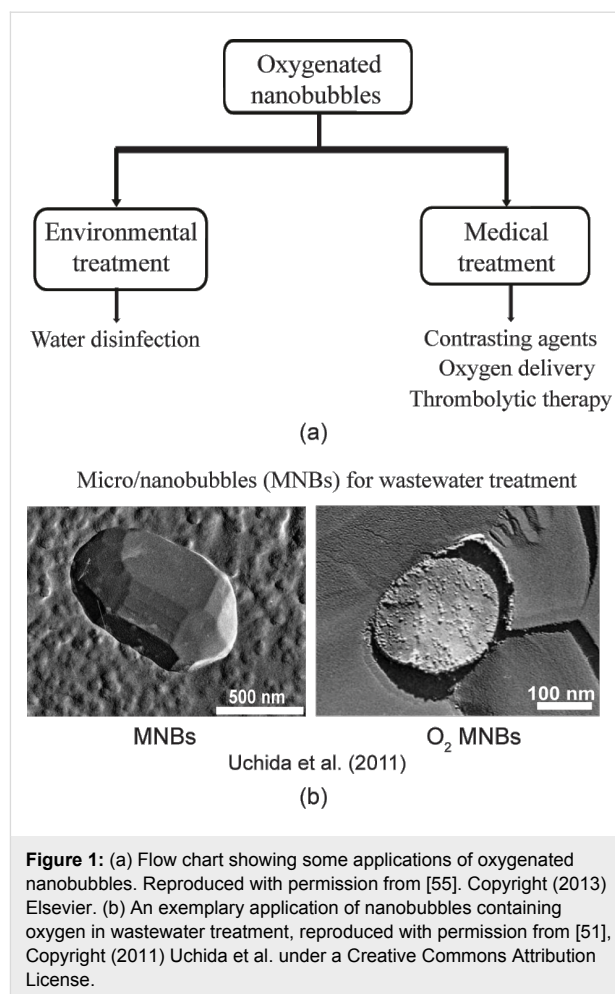 Oxygenated
nanobubbles
Environmental
treatment
Medical
treatment
Water disinfection
Contrasting agents
Oxygen delivery
Thrombolytic therapy
(a)
Micro/nanobubbles (MNBs) for wastewater treatment
500 nm
100 nm
MNBs
O₂ MNBs
Uchida et al. (2011)
(b)
Figure 1: (a) Flow chart showing some applications of oxygenated
nanobubbles. Reproduced with permission from [55]. Copyright (2013)
Elsevier. (b) An exemplary application of nanobubbles containing
oxygen in wastewater treatment, reproduced with permission from [51],
Copyright (2011) Uchida et al. under a Creative Commons Attribution
License.